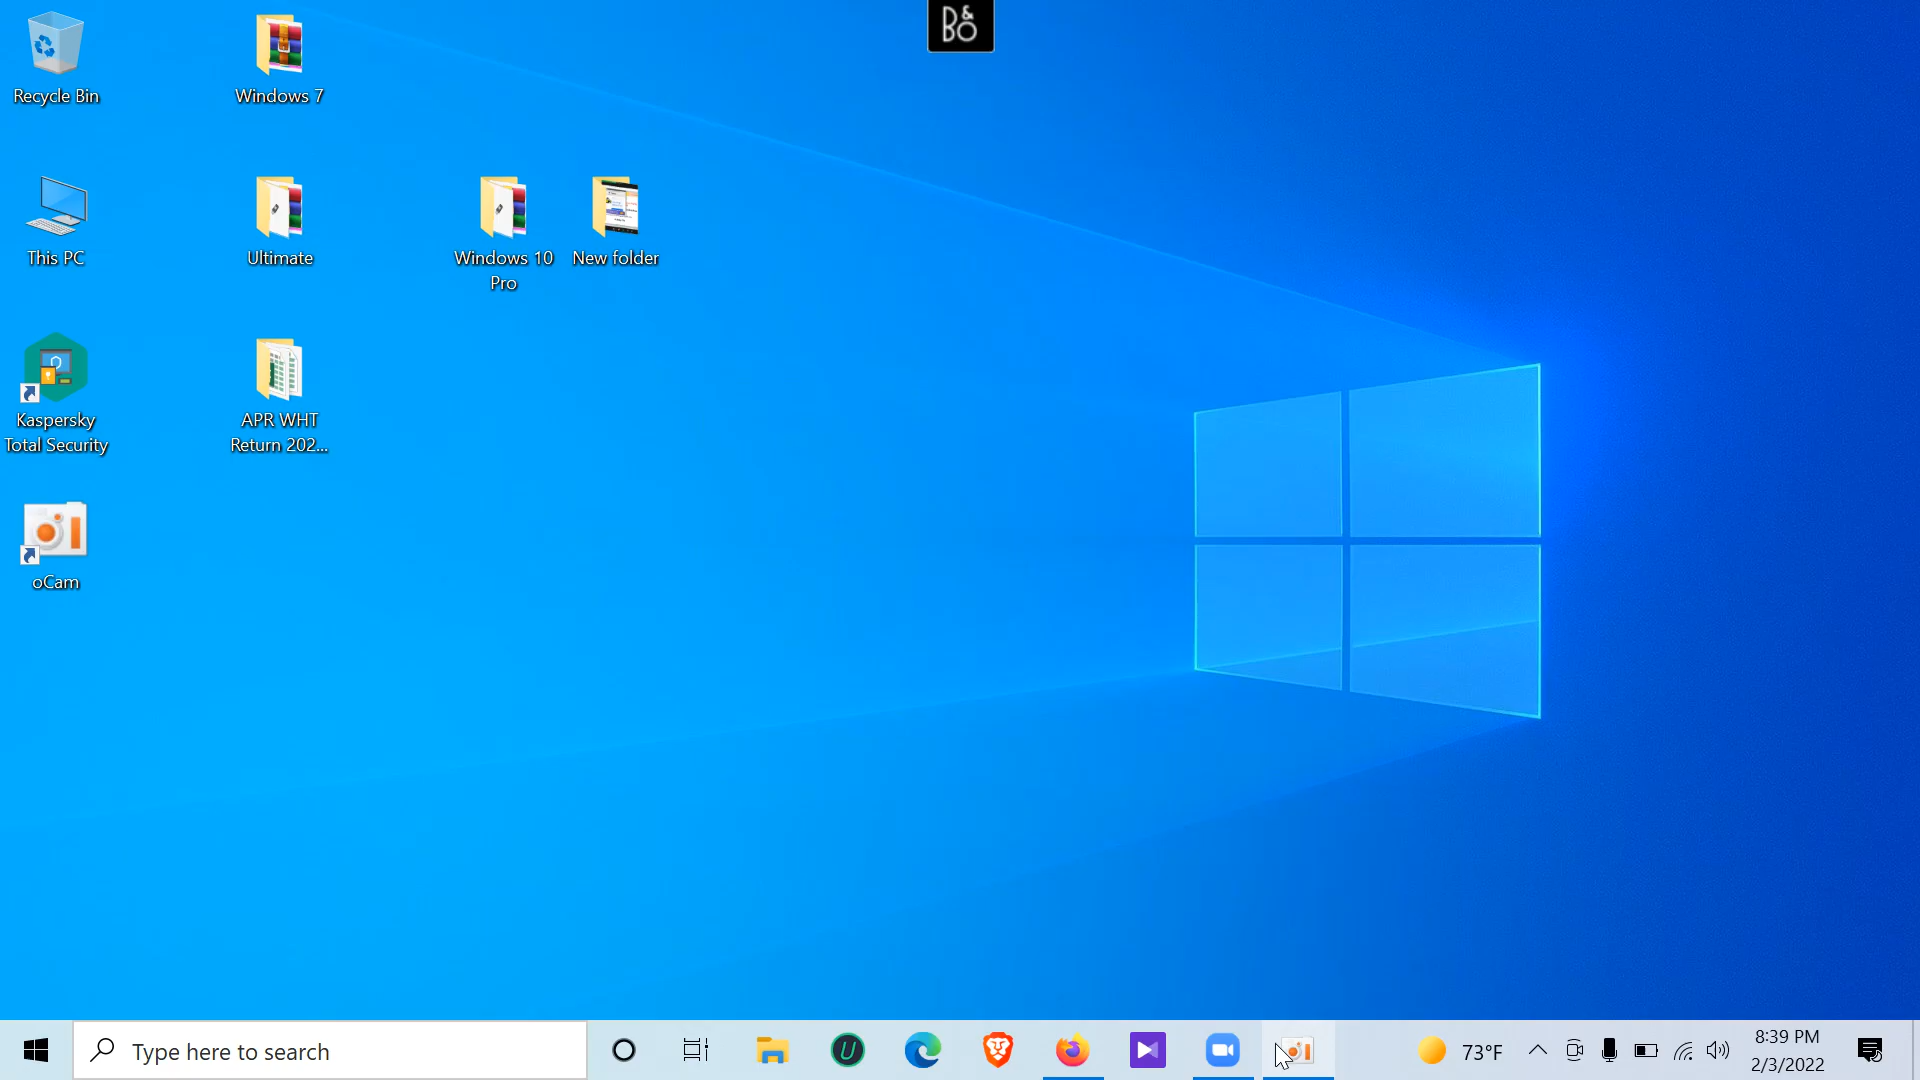 B&O
Recycle Bin
Windows 7
This PC
Ultimate
Windows 10
Pro
New folder
Kaspersky
Total Security
APR WHT
Return 202...
oCam
Type here to search
73°F
8:39 PM
2/3/2022